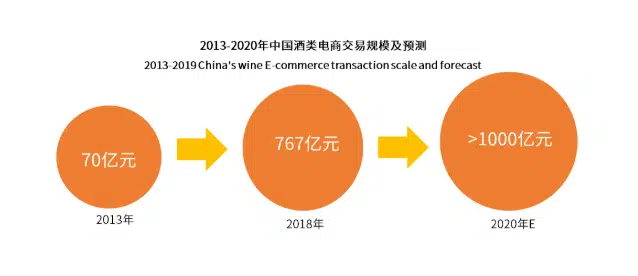 2013-2020年中国酒类电商交易规模及预测
2013-2019 China's wine E-commerce transaction scale and forecast
70亿元
767亿元
>1000亿元
2013年
2018年
2020年E